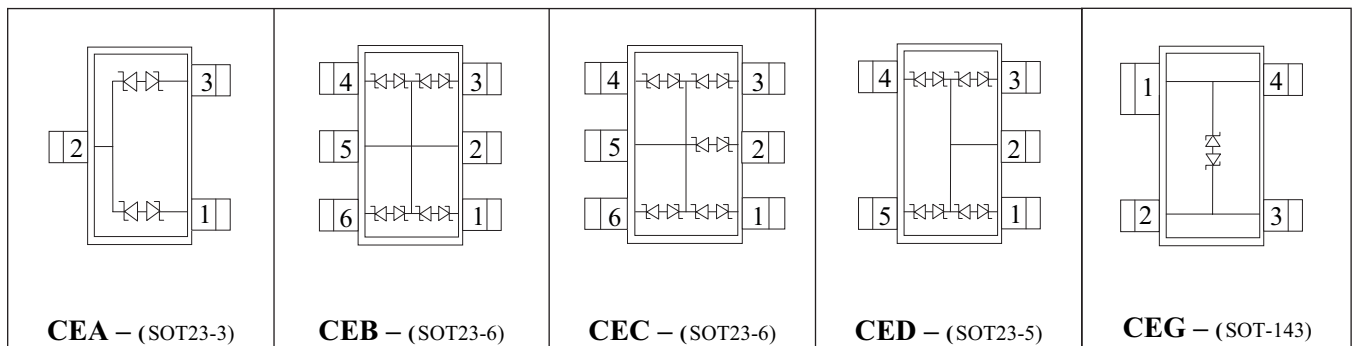 3
2
1
CEA – (SOT23-3)
4 3
5 2
6 1
CEB – (SOT23-6)
4 3
5 2
6 1
CEC – (SOT23-6)
4 3
2
5 1
CED – (SOT23-5)
1 4
2 3
CEG – (SOT-143)